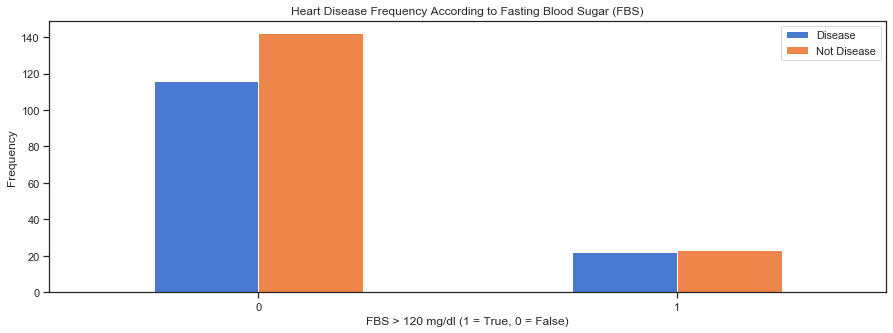 Heart Disease Frequency According to Fasting Blood Sugar (FBS)
Disease
Not Disease
Frequency
140
120
100
80
60
40
20
0
0
1
FBS > 120 mg/dl (1 = True, 0 = False)